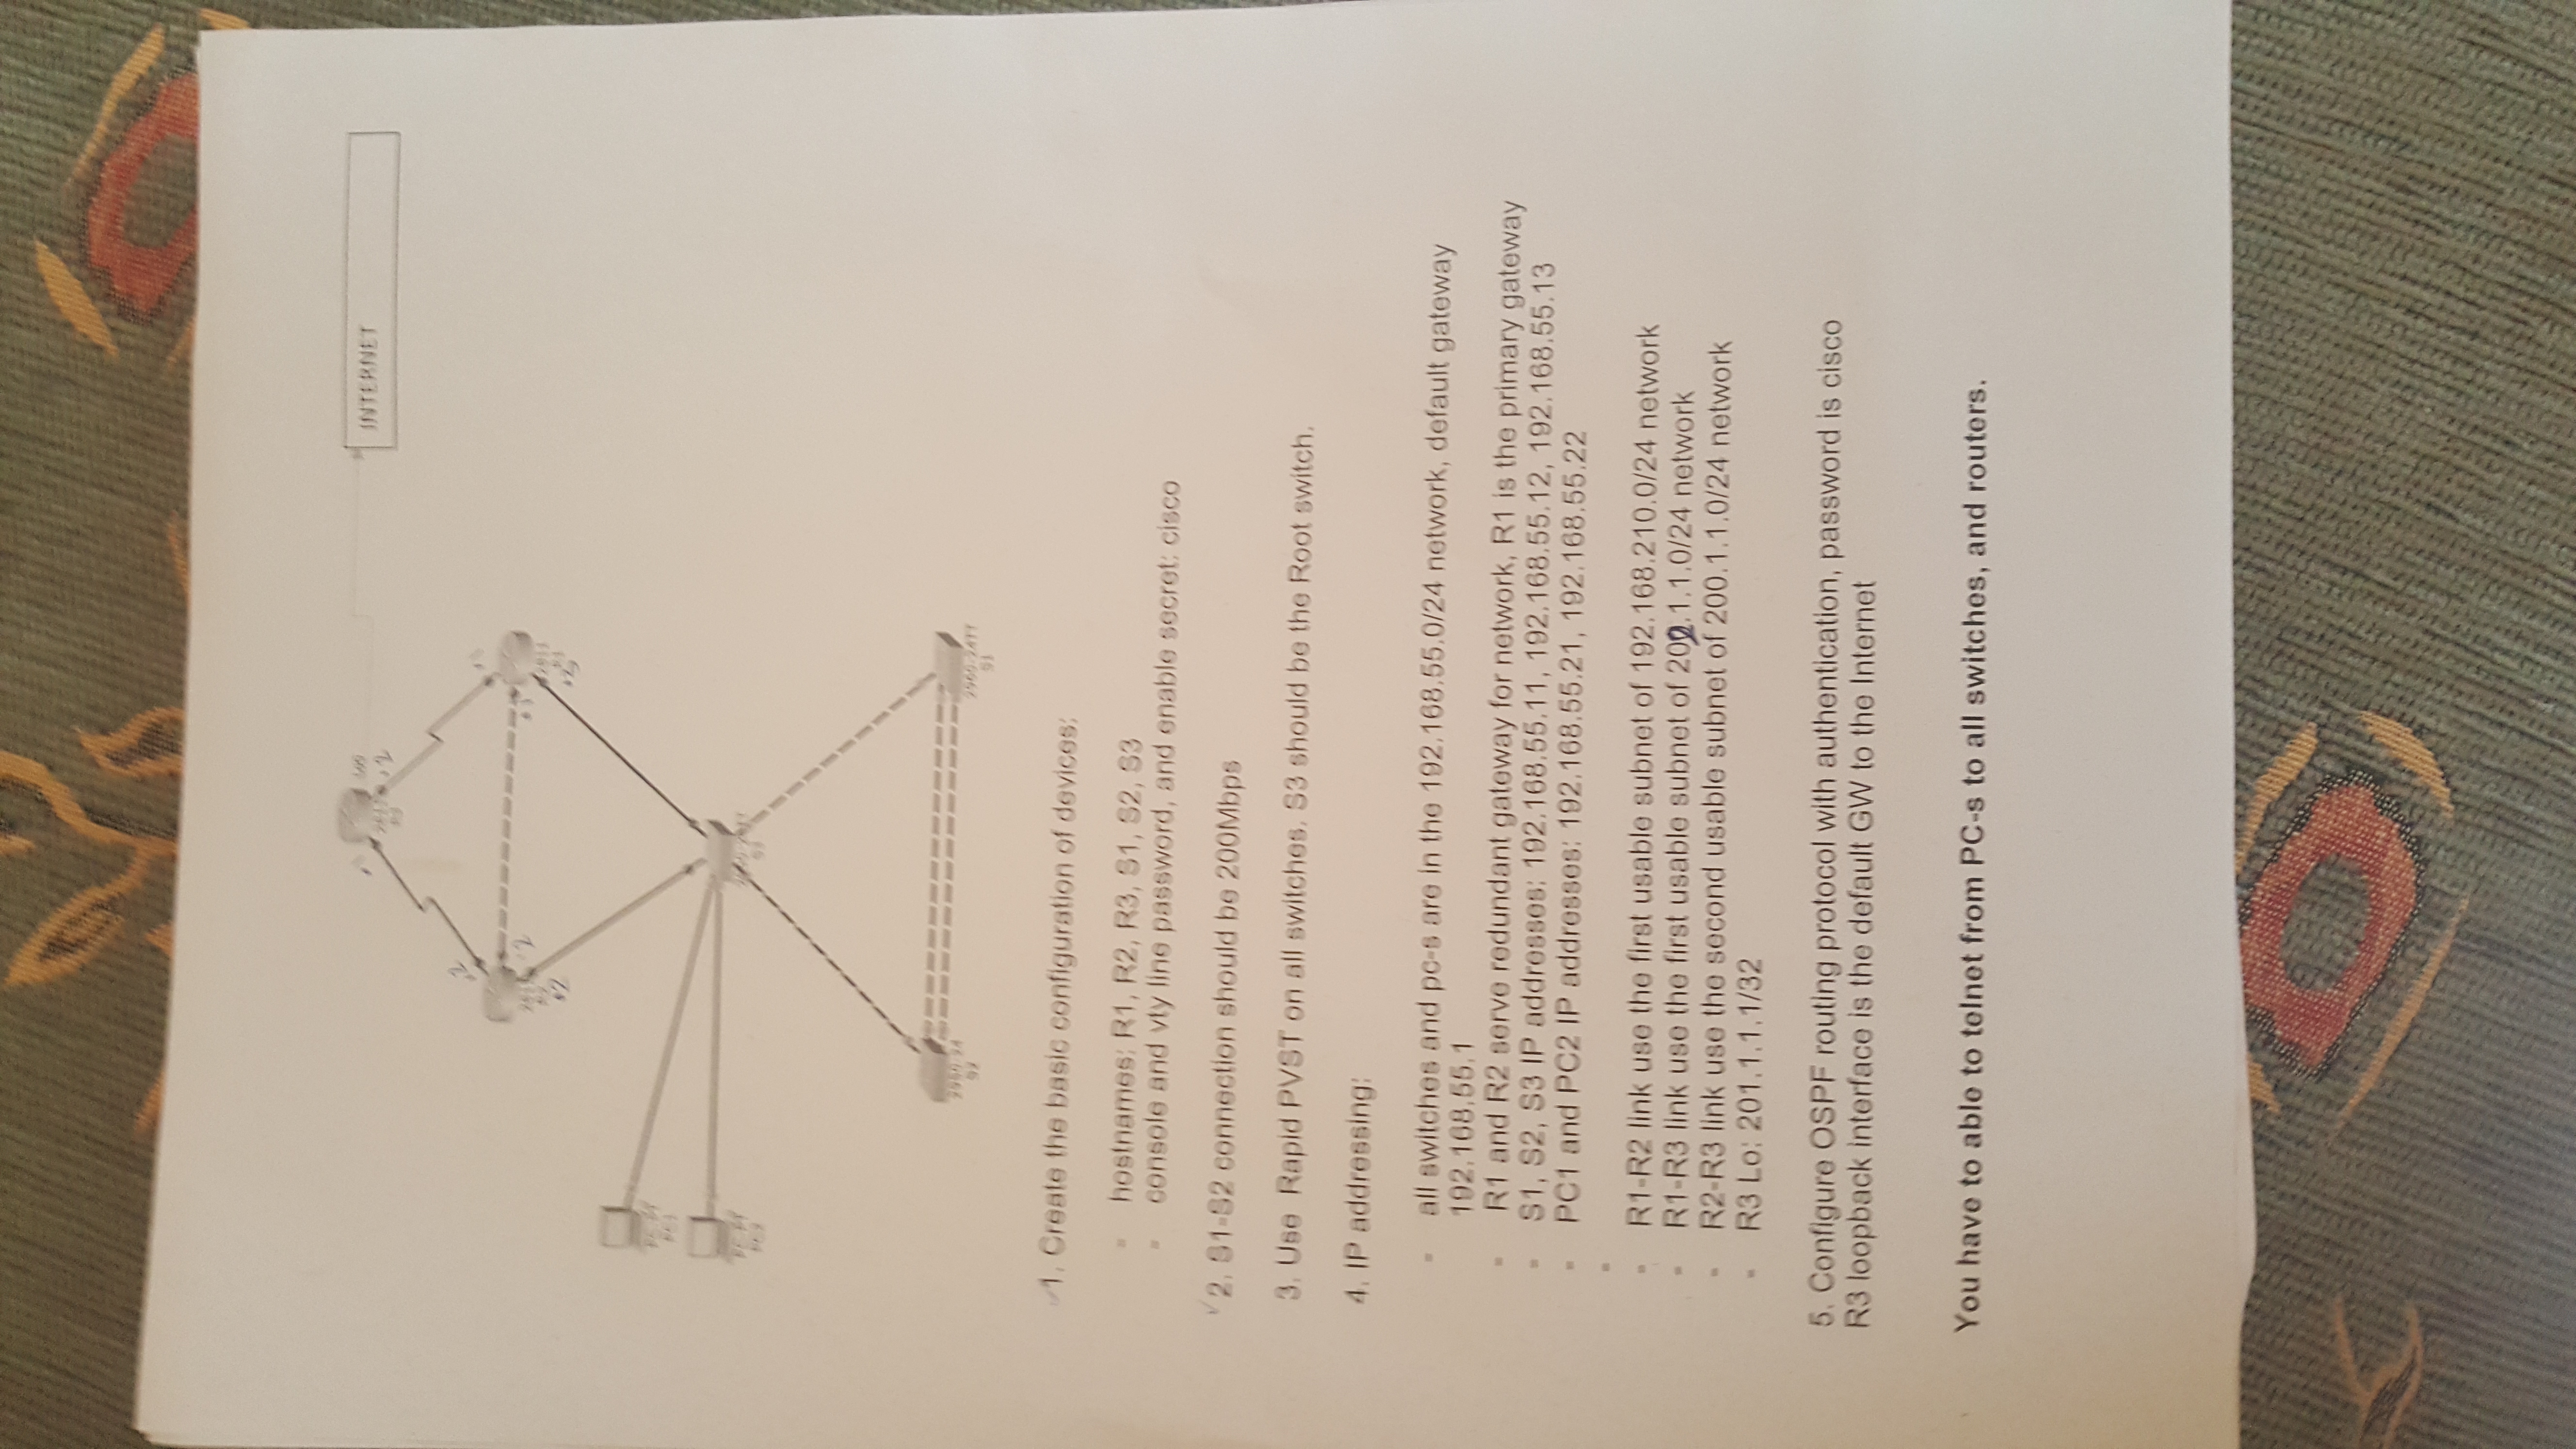 INTERNET
.2
.2
.2
.2
PC1
PC2
S3
S2
2960-24TT
S1
1. Create the basic configuration of devices:
- hostnames: R1, R2, R3, S1, S2, S3
- console and vty line password, and enable secret: cisco
2. S1-S2 connection should be 200Mbps
3. Use Rapid PVST on all switches. S3 should be the Root switch.
4. IP addressing:
- all switches and pc-s are in the 192.168.55.0/24 network, default gateway
192.168.55.1
- R1 and R2 serve redundant gateway for network, R1 is the primary gateway
- S1, S2, S3 IP addresses: 192.168.55.11, 192.168.55.12, 192.168.55.13
- PC1 and PC2 IP addresses: 192.168.55.21, 192.168.55.22
-
- R1-R2 link use the first usable subnet of 192.168.210.0/24 network
- R1-R3 link use the first usable subnet of 202.1.1.0/24 network
- R2-R3 link use the second usable subnet of 200.1.1.0/24 network
- R3 Lo: 201.1.1.1/32
5. Configure OSPF routing protocol with authentication, password is cisco
R3 loopback interface is the default GW to the Internet
You have to able to telnet from PC-s to all switches, and routers.